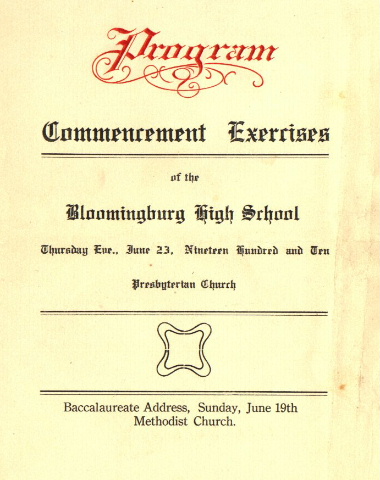 Program
Commencement Exercises
of the
Bloomingburg High School
Thursday Eve., June 23, Nineteen Hundred and Ten
Presbyterian Church
Baccalaureate Address, Sunday, June 19th
Methodist Church.